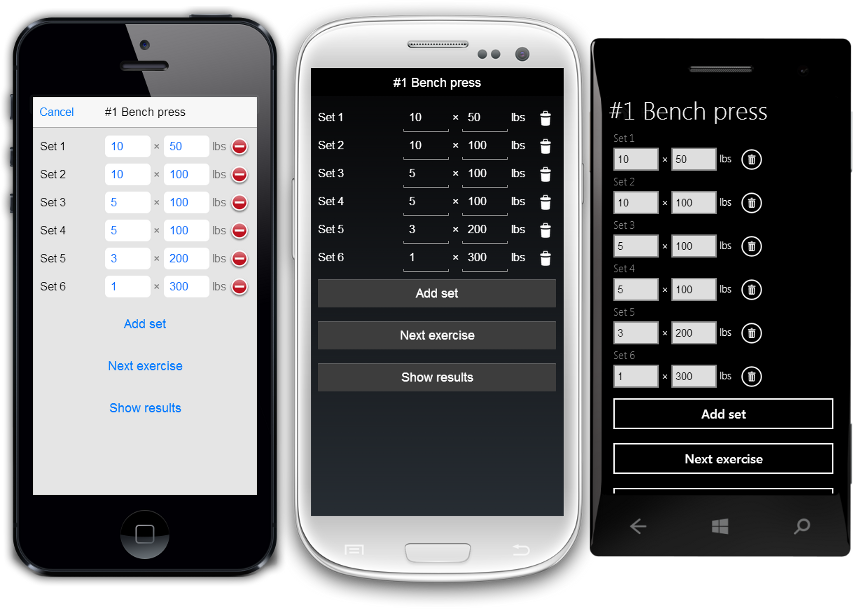 Cancel #1 Bench press
Set 1 10 × 50 lbs
Set 2 10 × 100 lbs
Set 3 5 × 100 lbs
Set 4 5 × 100 lbs
Set 5 3 × 200 lbs
Set 6 1 × 300 lbs
Add set
Next exercise
Show results
#1 Bench press
Set 1 10 × 50 lbs
Set 2 10 × 100 lbs
Set 3 5 × 100 lbs
Set 4 5 × 100 lbs
Set 5 3 × 200 lbs
Set 6 1 × 300 lbs
Add set
Next exercise
Show results
#1 Bench press
Set 1
10 × 50 lbs
Set 2
10 × 100 lbs
Set 3
5 × 100 lbs
Set 4
5 × 100 lbs
Set 5
3 × 200 lbs
Set 6
1 × 300 lbs
Add set
Next exercise